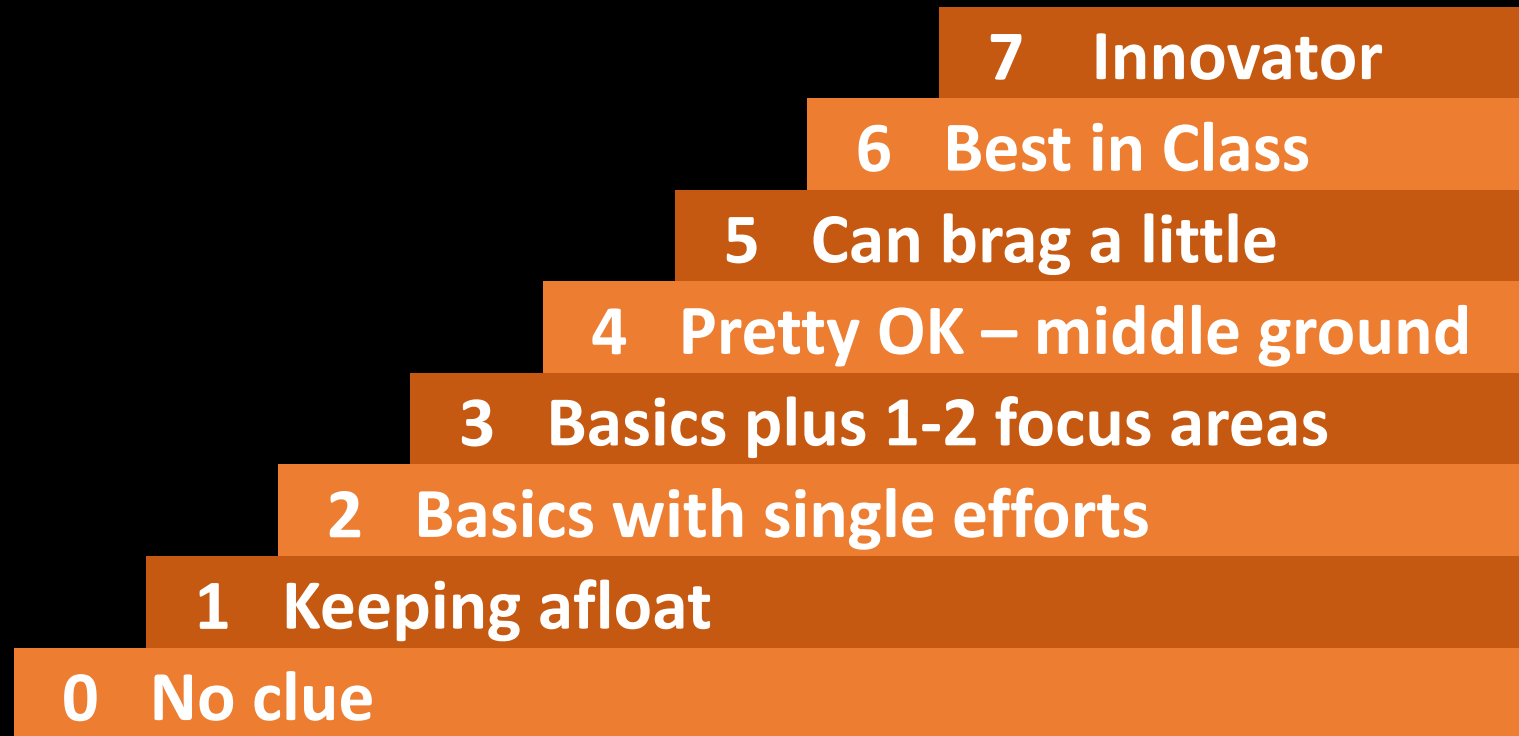 7 Innovator
6 Best in Class
5 Can brag a little
4 Pretty OK – middle ground
3 Basics plus 1-2 focus areas
2 Basics with single efforts
1 Keeping afloat
0 No clue